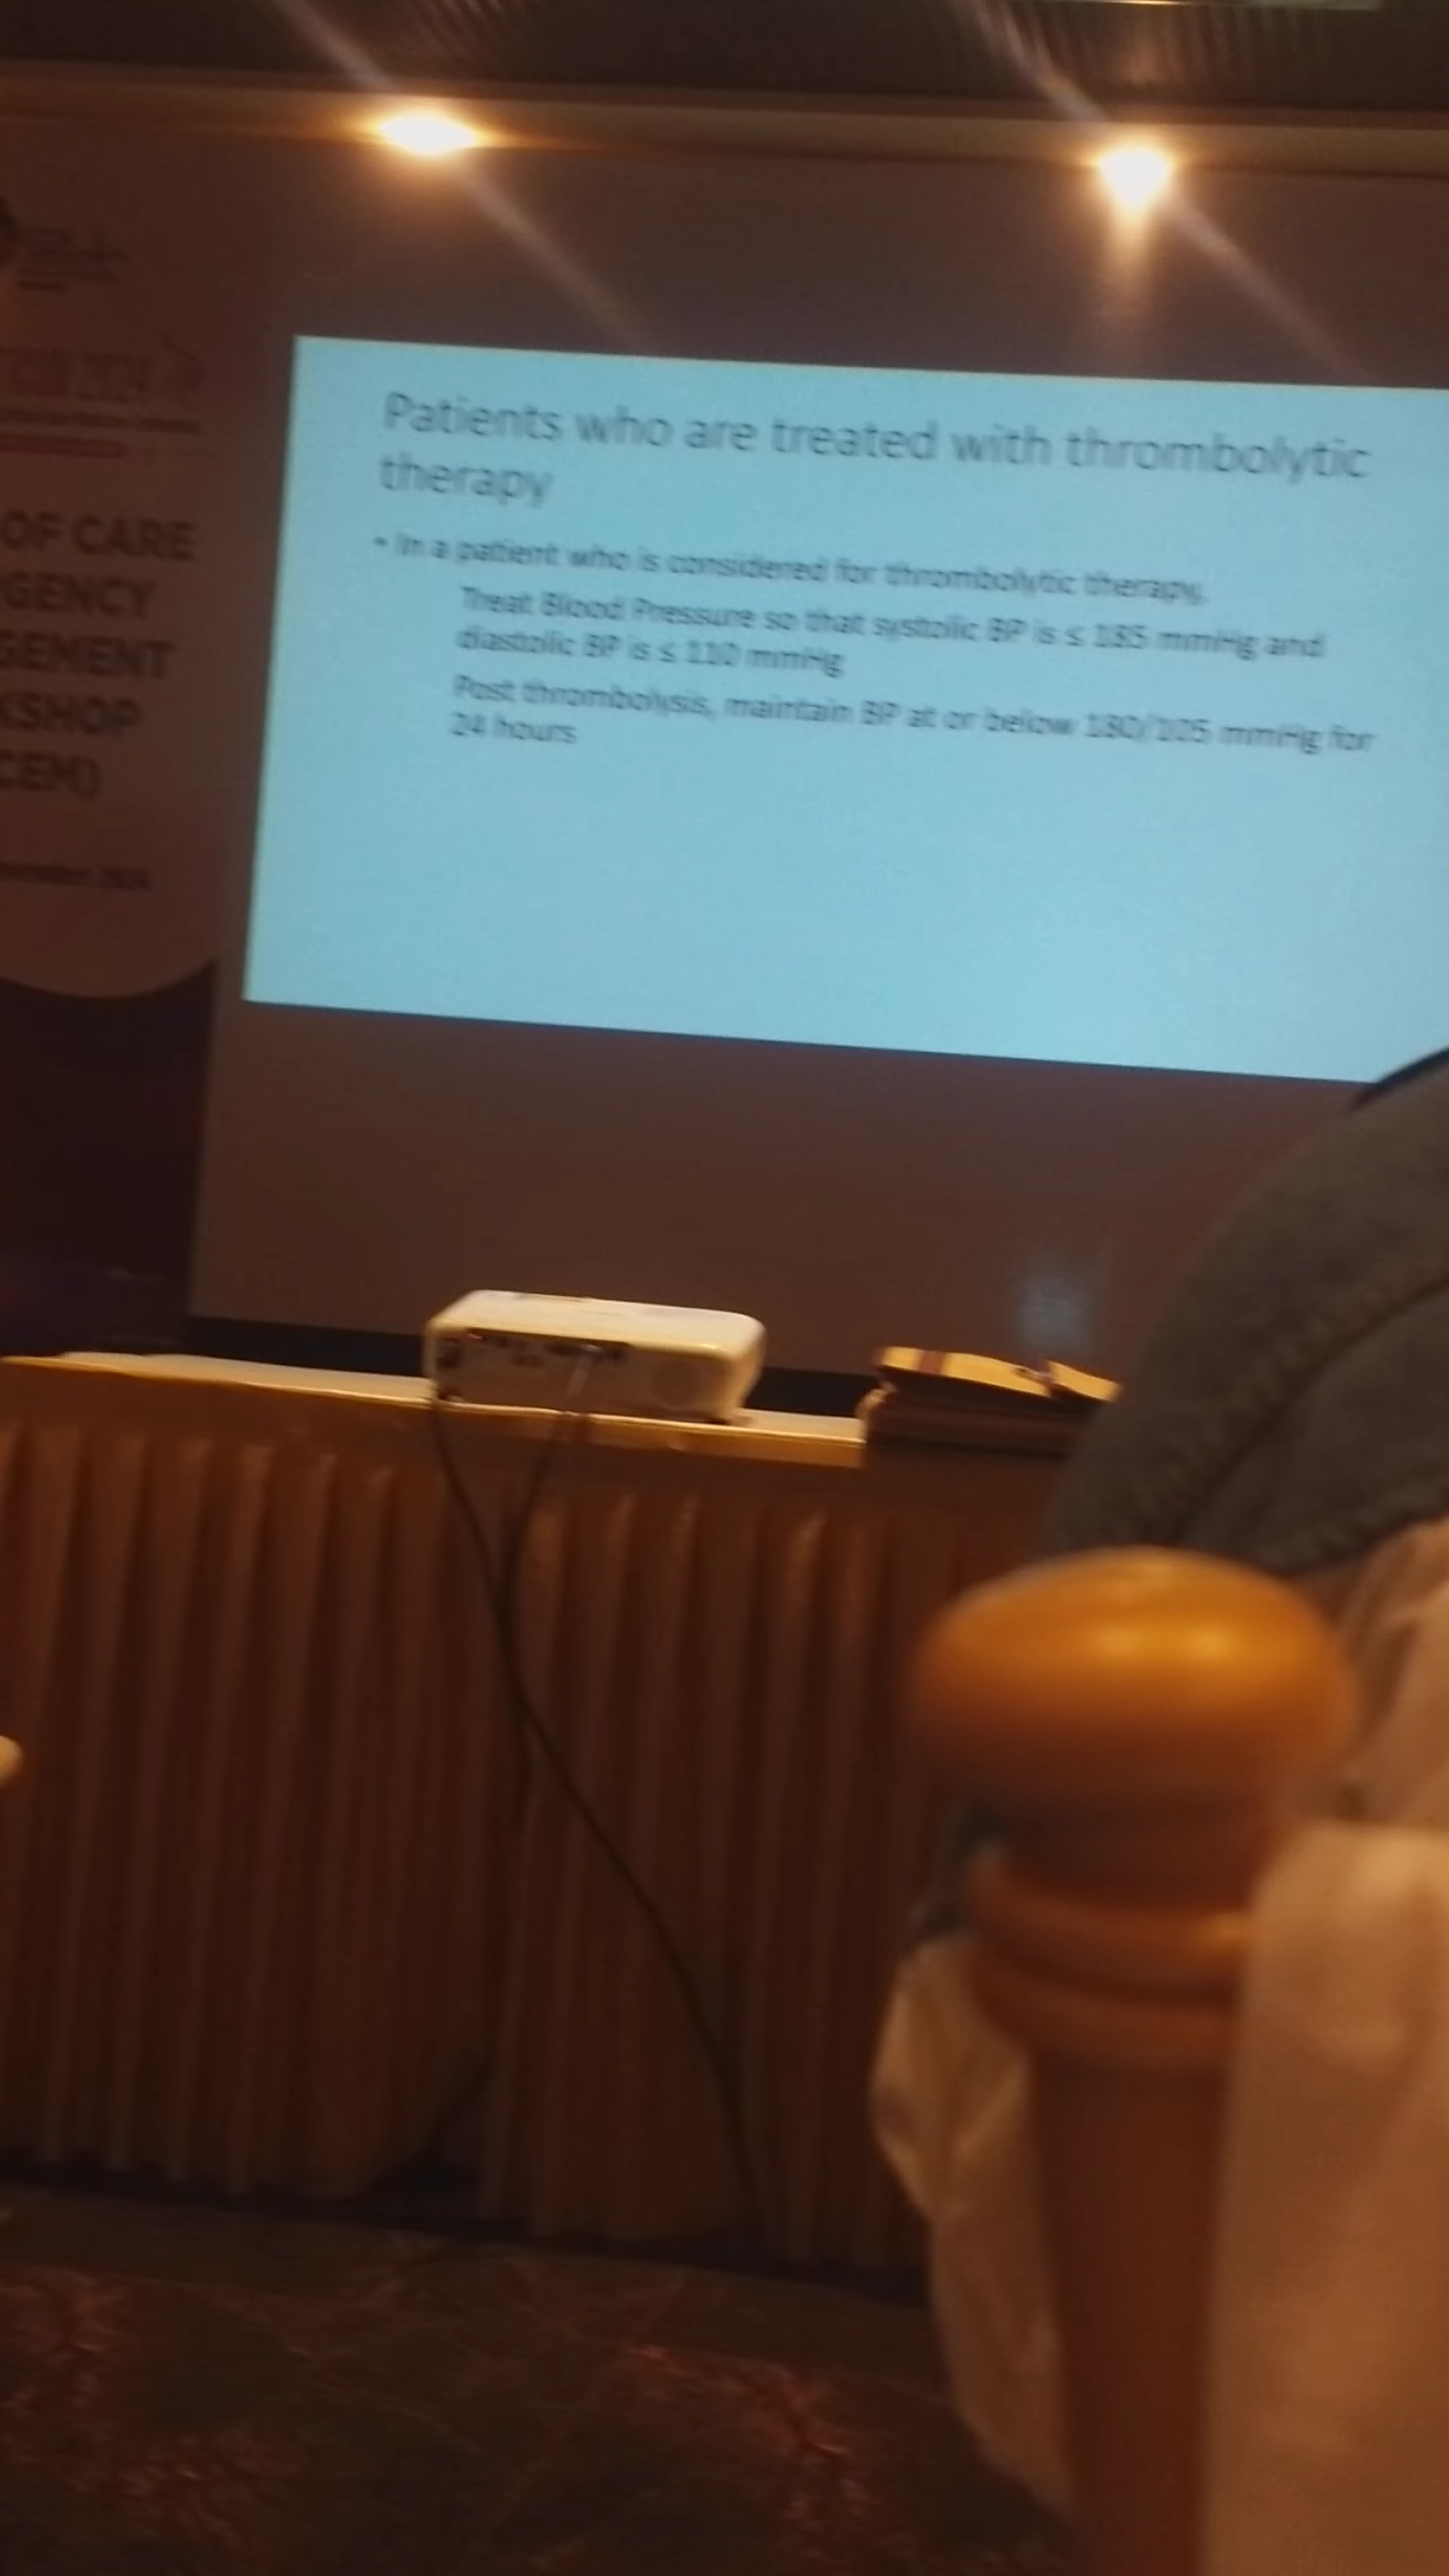 OF CARE
GENCY
GEMENT
KSHOP
CEM)
Patients who are treated with thrombolytic
therapy
• In a patient who is considered for thrombolytic therapy,
Treat Blood Pressure so that systolic BP is ≤ 185 mmHg and
diastolic BP is ≤ 110 mmHg
Post thrombolysis, maintain BP at or below 180/105 mmHg for
24 hours